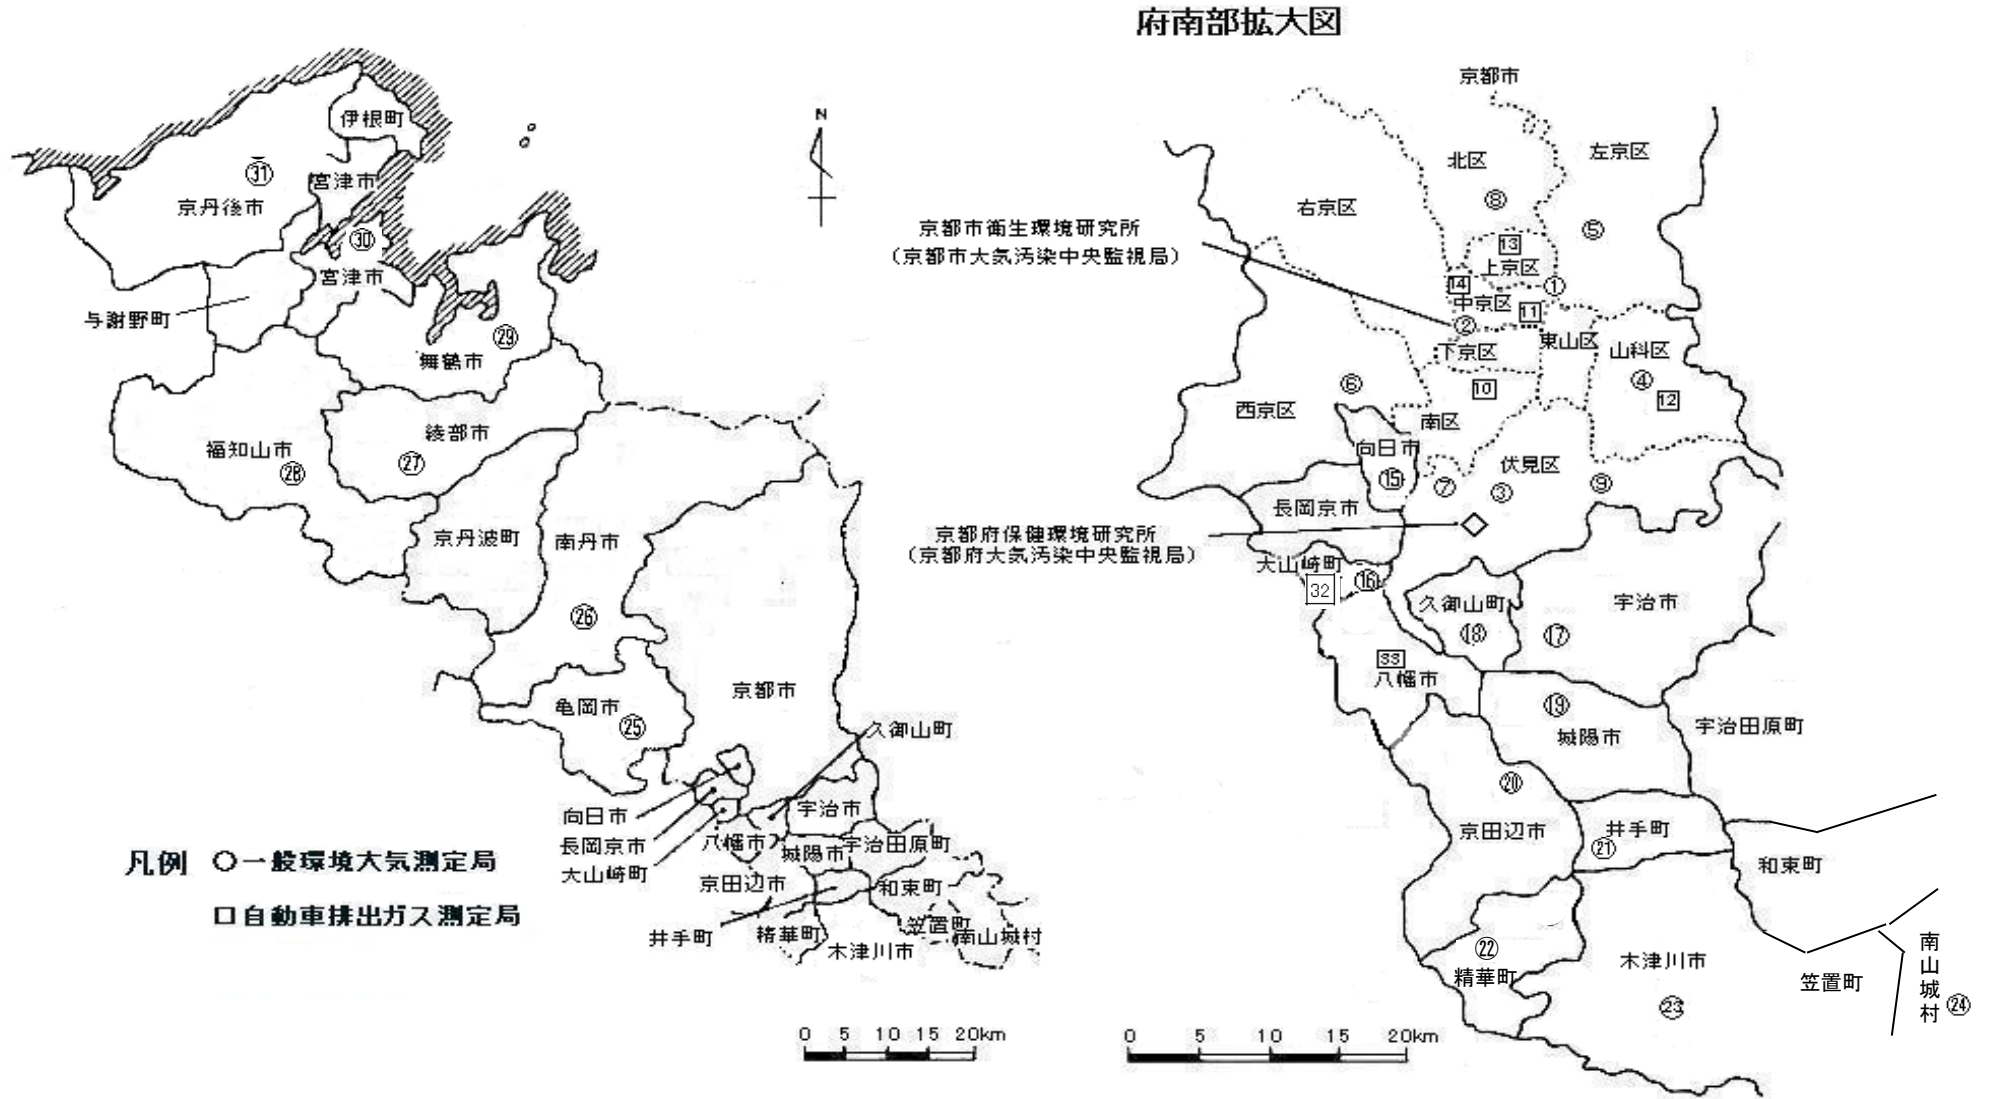 府南部拡大図
伊根町
㉛
京丹後市
宮津市
㉚
宮津市
与謝野町
㉙
舞鶴市
綾部市
㉗
福知山市
㉘
京丹波町
南丹市
㉖
亀岡市
㉕
京都市
久御山町
向日市
長岡京市
大山崎町
宇治市
八幡市
城陽市
宇治田原町
京田辺市
和束町
井手町
精華町
笠置町
南山城村
木津川市
N
凡例 ○一般環境大気測定局
□自動車排出ガス測定局
0 5 10 15 20km
京都市
北区
左京区
⑧
右京区
⑤
京都市衛生環境研究所
(京都市大気汚染中央監視局)
13
上京区
14
①
中京区
11
②
下京区
東山区
山科区
④
12
⑥
10
西京区
南区
向日市
⑮
伏見区
⑦
③
⑨
長岡京市
京都府保健環境研究所
(京都府大気汚染中央監視局)
大山崎町
⑯
32
久御山町
⑱
宇治市
⑰
33
八幡市
⑲
城陽市
宇治田原町
⑳
京田辺市
井手町
㉑
和束町
㉒
精華町
木津川市
㉓
笠置町
南山城村
㉔
0 5 10 15 20km